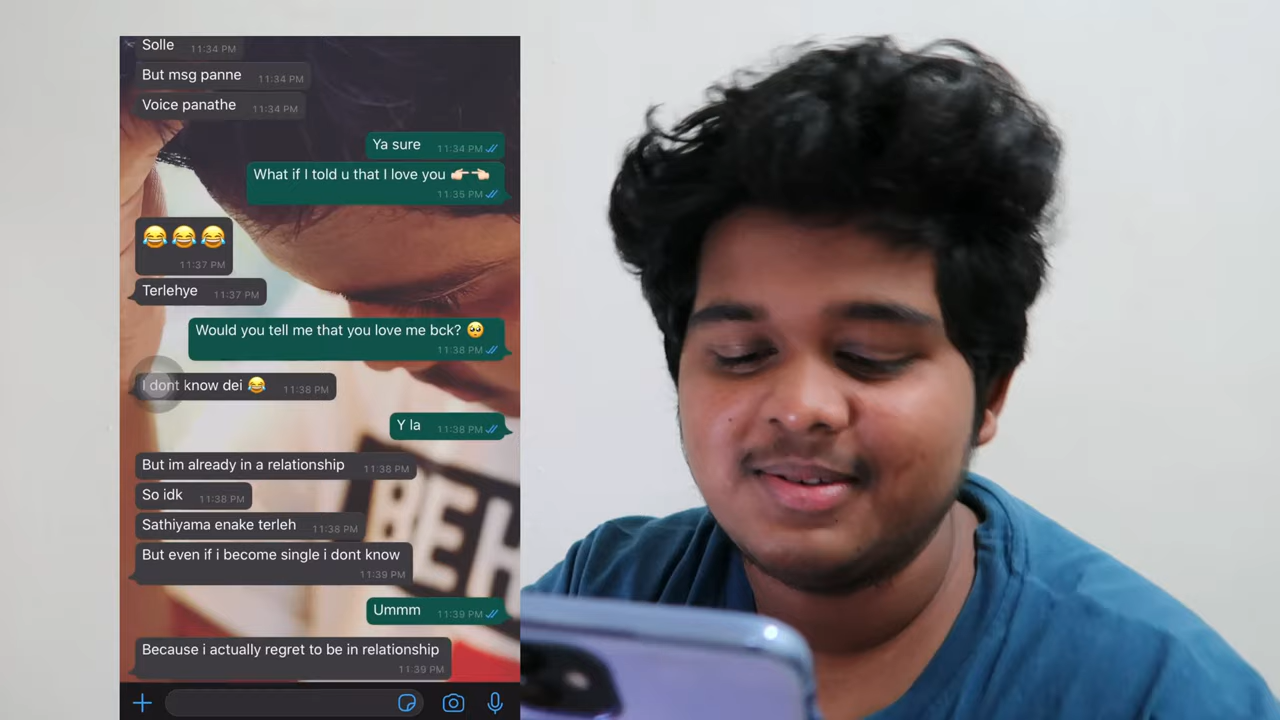 Solle 11:34 PM
But msg panne 11:34 PM
Voice panathe 11:34 PM
Ya sure 11:34 PM
What if I told u that I love you 👉🏻👈🏻
11:35 PM
😂😂😂
11:37 PM
Terlehye 11:37 PM
Would you tell me that you love me bck? 🥺
11:38 PM
I dont know dei 😂 11:38 PM
Y la 11:38 PM
But im already in a relationship 11:38 PM
So idk 11:38 PM
Sathiyama enake terleh 11:38 PM
But even if i become single i dont know
11:39 PM
Ummm 11:39 PM
Because i actually regret to be in relationship
11:39 PM
BEH